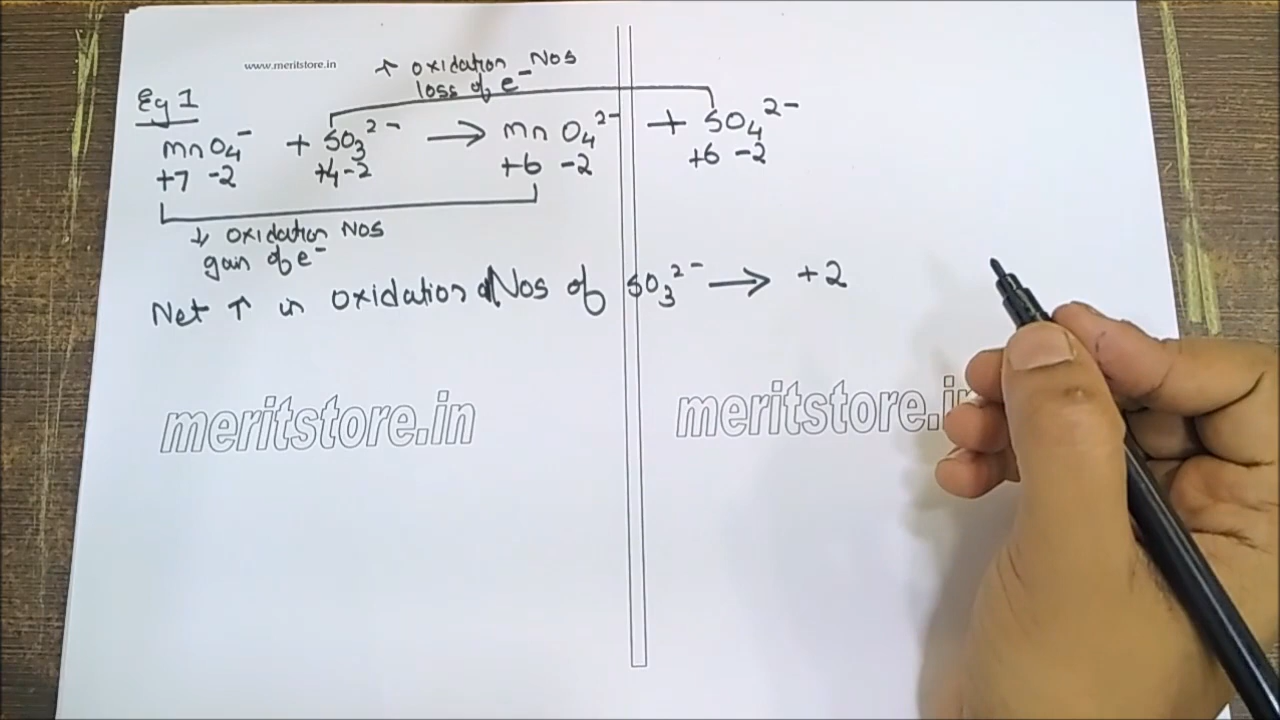 www.meritstore.in
↑ oxidation Nos
loss of e⁻
Eg 1
mnO₄⁻ + SO₃²⁻ → mnO₄²⁻ + SO₄²⁻
+7 -2 +4-2 +6 -2 +6 -2
↓ oxidation Nos
gain of e⁻
Net ↑ in oxidation Nos of SO₃²⁻ → +2
meritstore.in meritstore.in